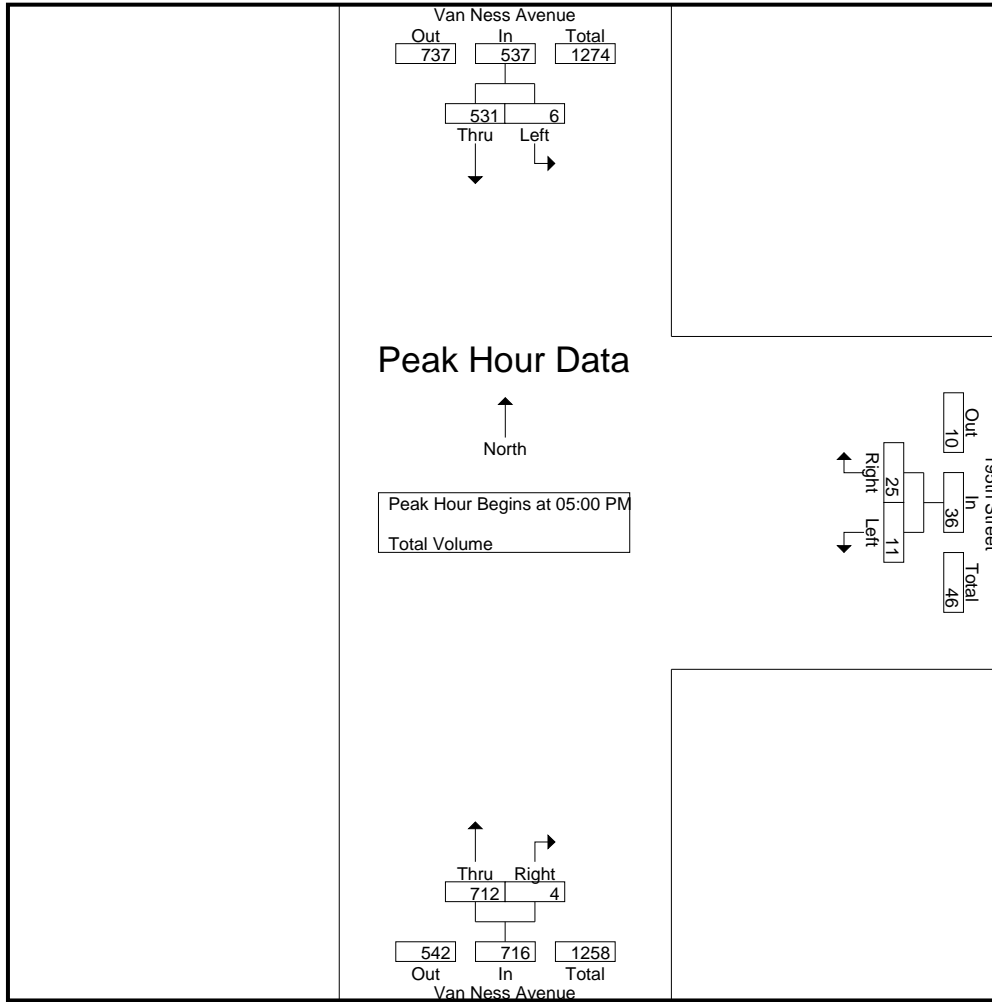 Van Ness Avenue
Out In Total
737 537 1274
531 6
Thru Left
Peak Hour Data
North
Peak Hour Begins at 05:00 PM
Total Volume
Out In Total
10 36 46
25 11
Right Left
Thru Right
712 4
542 716 1258
Out In Total
Van Ness Avenue